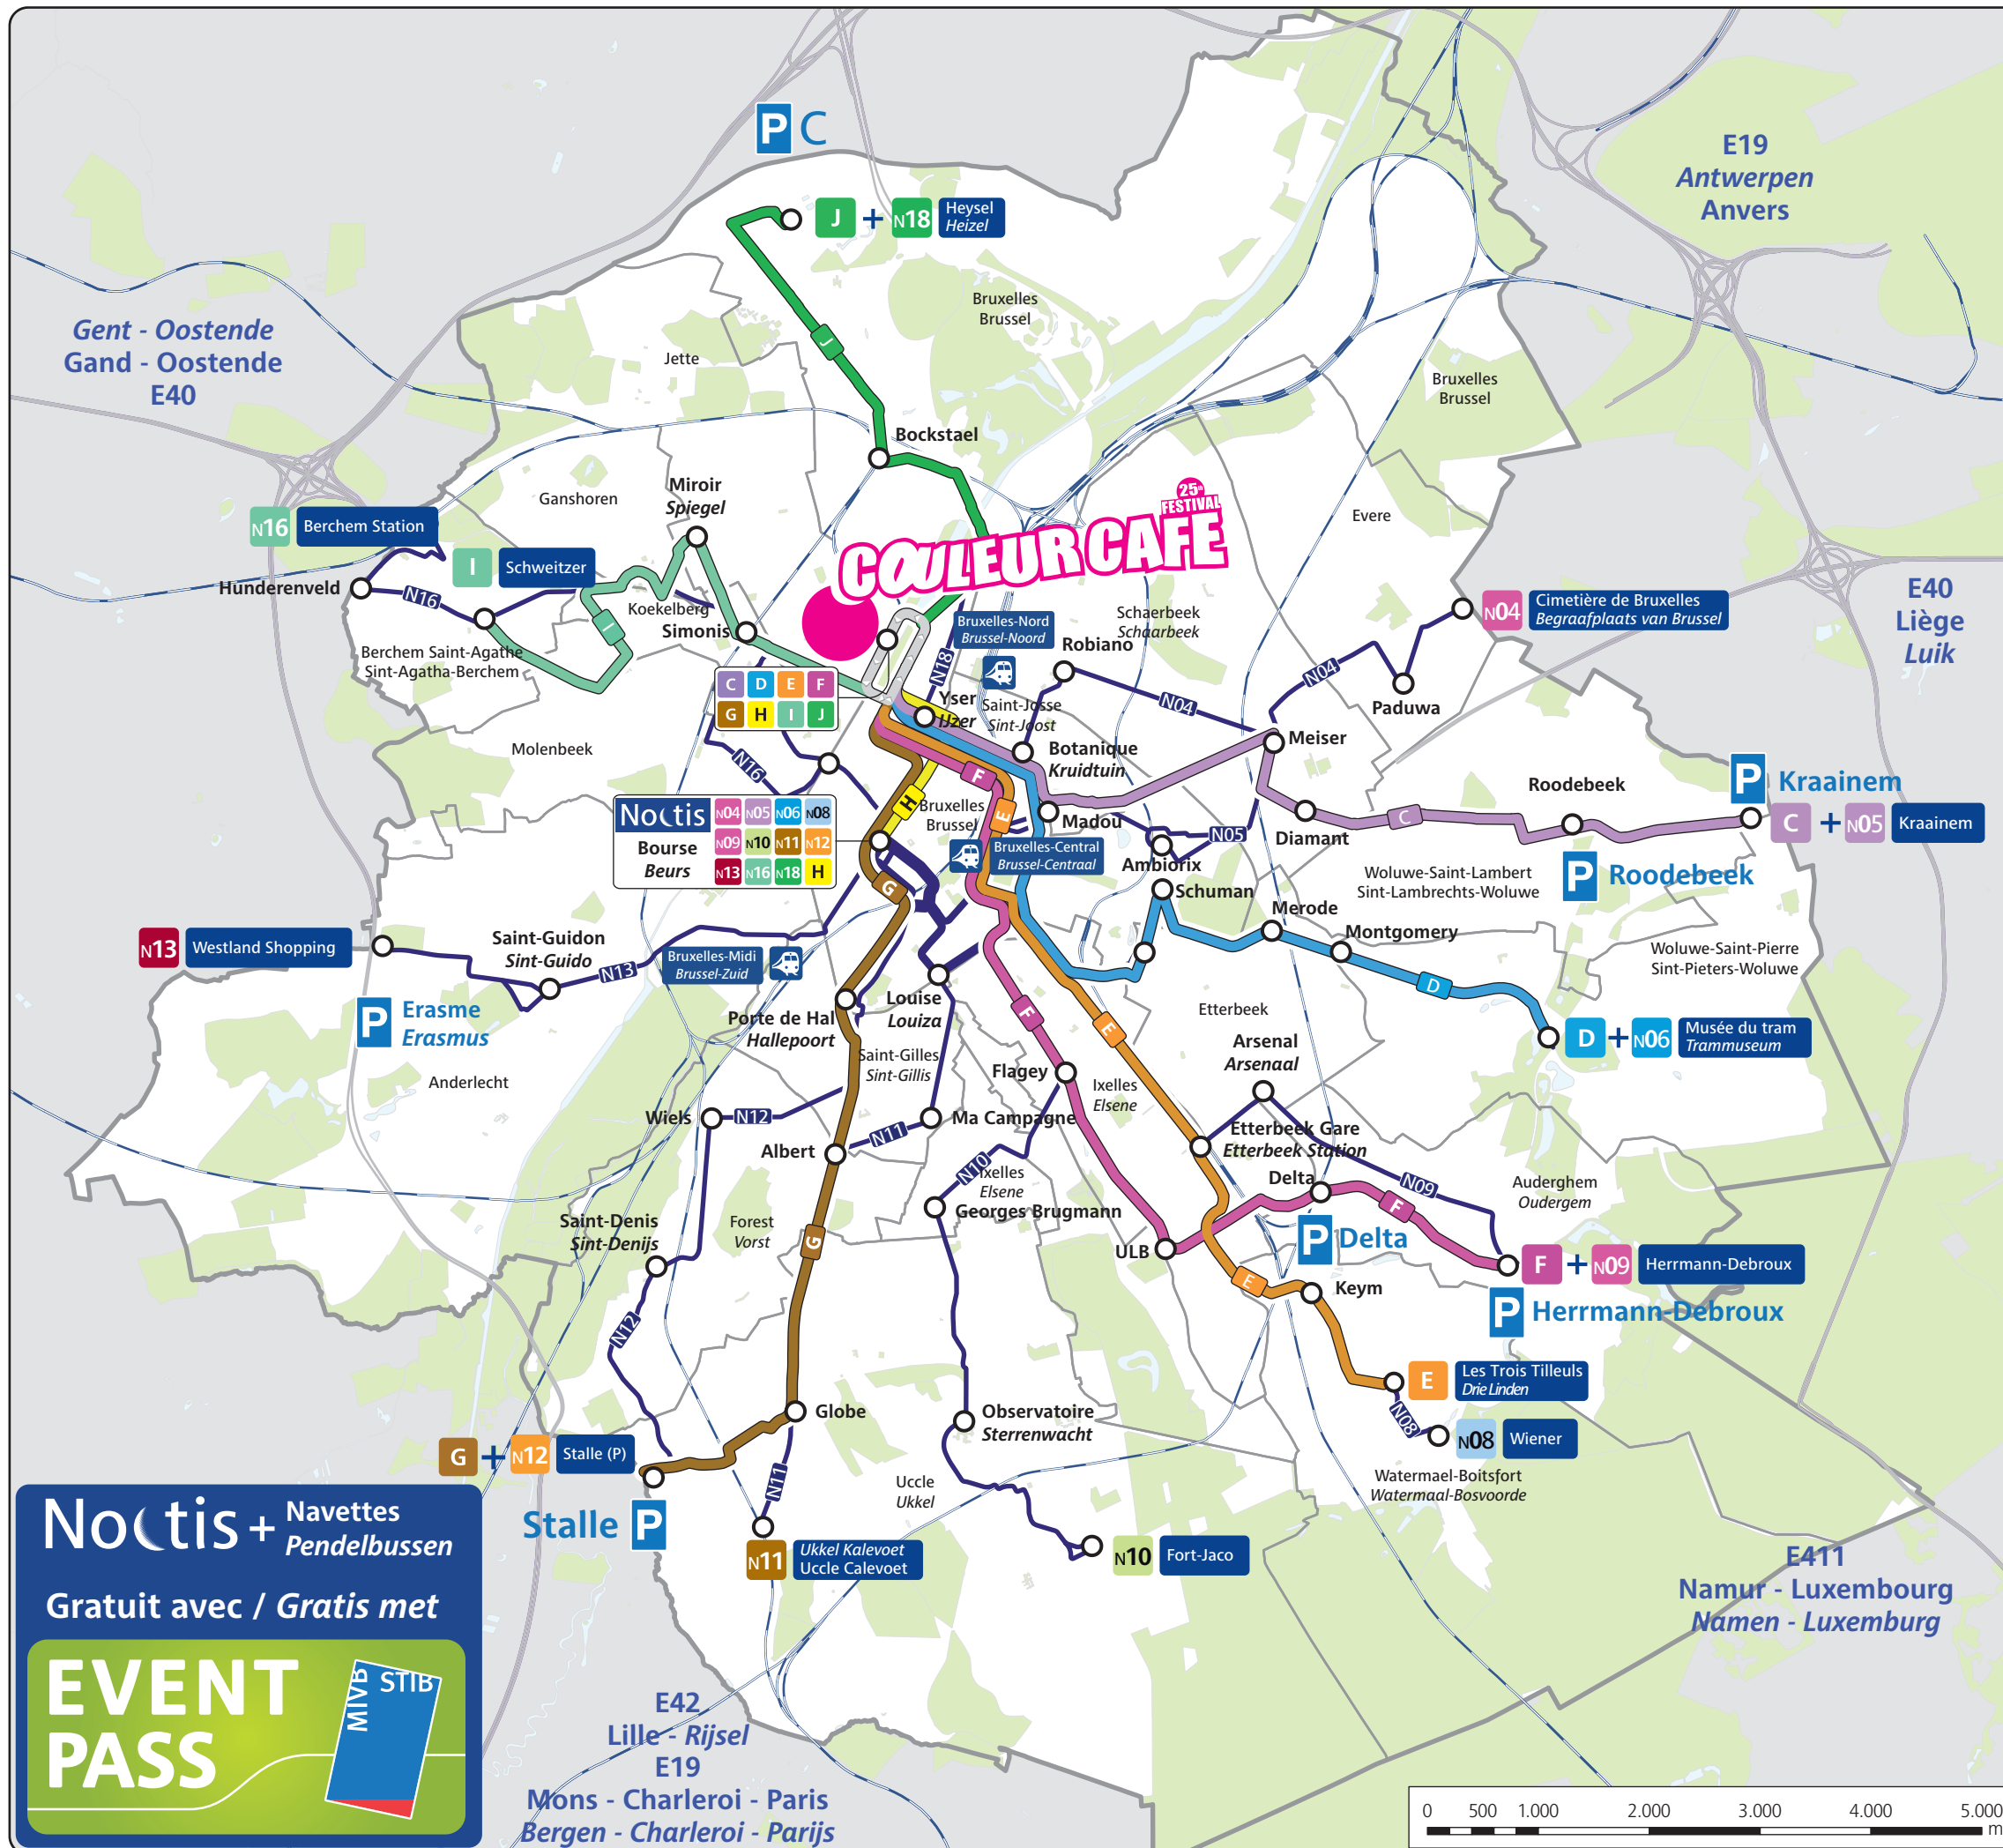 P C
J + N18 Heysel
Heizel
E19
Antwerpen
Anvers
Bruxelles
Brussel
Gent - Oostende
Gand - Oostende
E40
Jette
J
Bruxelles
Brussel
Bockstael
Miroir
Spiegel
Ganshoren
25e
FESTIVAL
COULEUR CAFE
Evere
N16 Berchem Station
I Schweitzer
Hunderenveld
N16
Koekelberg
Simonis
I
Berchem Saint-Agathe
Sint-Agatha-Berchem
Bruxelles-Nord
Brussel-Noord
Schaerbeek
Schaarbeek
Robiano
N04 Cimetière de Bruxelles
Begraafplaats van Brussel
E40
Liège
Luik
N18
N04
N04
Paduwa
C D E F
G H I J
Yser
IJzer
Saint-Josse
Sint-Joost
Molenbeek
N16
Botanique
Kruidtuin
Meiser
F
H
E
Roodebeek
P Kraainem
C + N05 Kraainem
Noctis N04 N05 N06 N08
Bourse
Beurs
N09 N10 N11 N12
N13 N16 N18 H
Bruxelles
Brussel
Madou
N05
C
Diamant
Bruxelles-Central
Brussel-Centraal
Ambiorix
Schuman
Woluwe-Saint-Lambert
Sint-Lambrechts-Woluwe
P Roodebeek
G
Merode
Montgomery
N13 Westland Shopping
Saint-Guidon
Sint-Guido
N13
Bruxelles-Midi
Brussel-Zuid
Woluwe-Saint-Pierre
Sint-Pieters-Woluwe
D
P Erasme
Erasmus
Louise
Louiza
Porte de Hal
Hallepoort
F
E
Etterbeek
D + N06 Musée du tram
Trammuseum
Arsenal
Arsenaal
Saint-Gilles
Sint-Gillis
Anderlecht
Flagey
Ixelles
Elsene
Wiels
N12
N11
Ma Campagne
Albert
Etterbeek Gare
Etterbeek Station
N10
Ixelles
Elsene
Delta
N09
Auderghem
Oudergem
Georges Brugmann
F
Saint-Denis
Sint-Denijs
Forest
Vorst
G
ULB
P Delta
F + N09 Herrmann-Debroux
E
Keym
P Herrmann-Debroux
N12
E Les Trois Tilleuls
Drie Linden
Globe
Observatoire
Sterrenwacht
N08
N08 Wiener
G + N12 Stalle (P)
Watermael-Boitsfort
Watermaal-Bosvoorde
N11
Uccle
Ukkel
Stalle P
N11 Ukkel Kalevoet
Uccle Calevoet
N10 Fort-Jaco
E411
Namur - Luxembourg
Namen - Luxemburg
Noctis + Navettes
Pendelbussen
Gratuit avec / Gratis met
EVENT
PASS
MIVB STIB
E42
Lille - Rijsel
E19
Mons - Charleroi - Paris
Bergen - Charleroi - Parijs
0 500 1.000 2.000 3.000 4.000 5.000
m